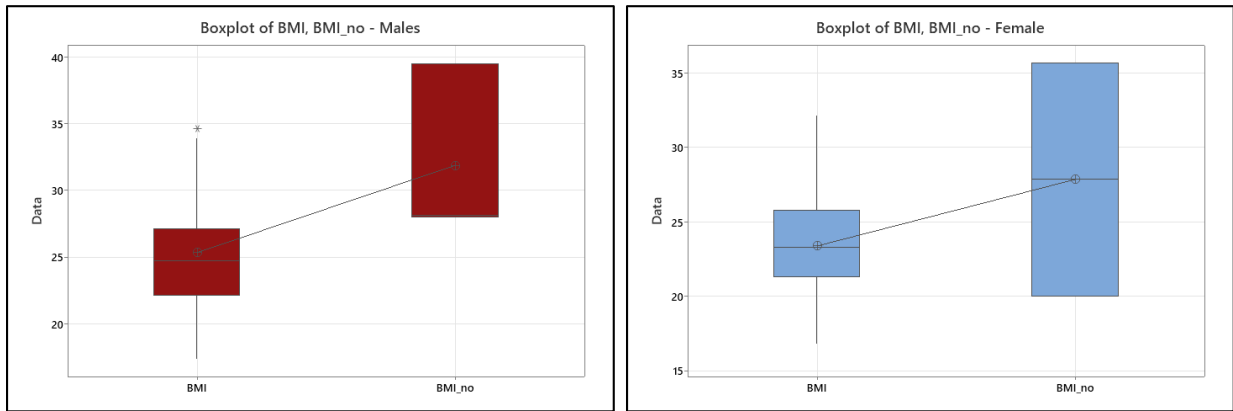 Boxplot of BMI, BMI_no - Males
40
35
30
25
20
Data
BMI
BMI_no
Boxplot of BMI, BMI_no - Female
35
30
25
20
15
Data
BMI
BMI_no